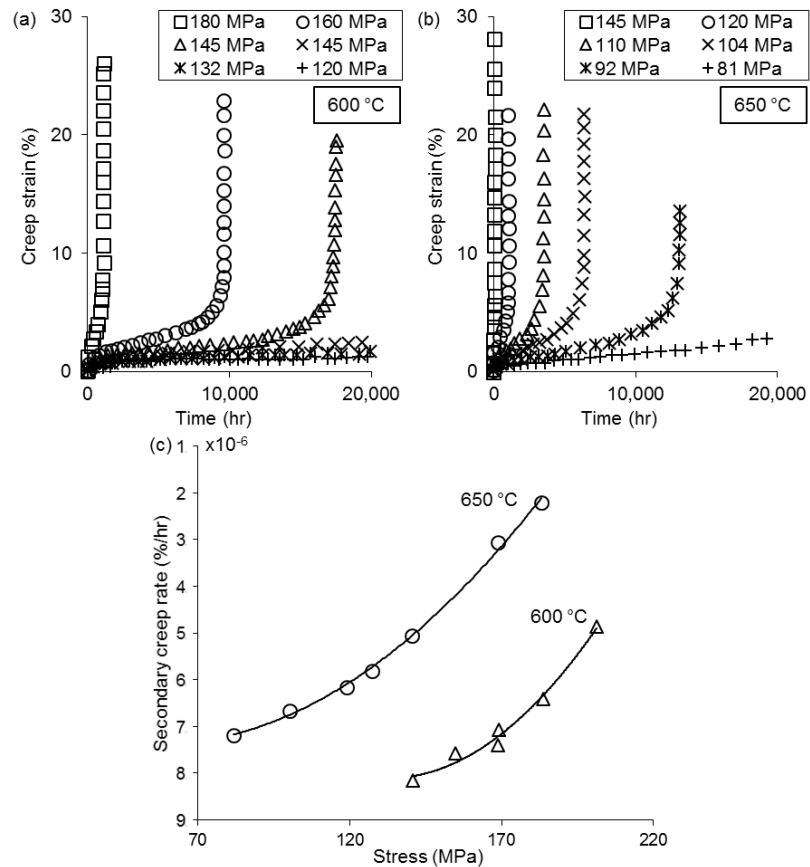 (a)
□180 MPa ○160 MPa
△145 MPa ×145 MPa
✳132 MPa +120 MPa
600 °C
30
20
10
0
Creep strain (%)
0 10,000 20,000
Time (hr)
(b)
□145 MPa ○120 MPa
△110 MPa ×104 MPa
✳92 MPa +81 MPa
650 °C
30
20
10
0
Creep strain (%)
0 10,000 20,000
Time (hr)
(c)
x10⁻⁶
1
2
3
4
5
6
7
8
9
Secondary creep rate (%/hr)
650 °C
600 °C
70 120 170 220
Stress (MPa)